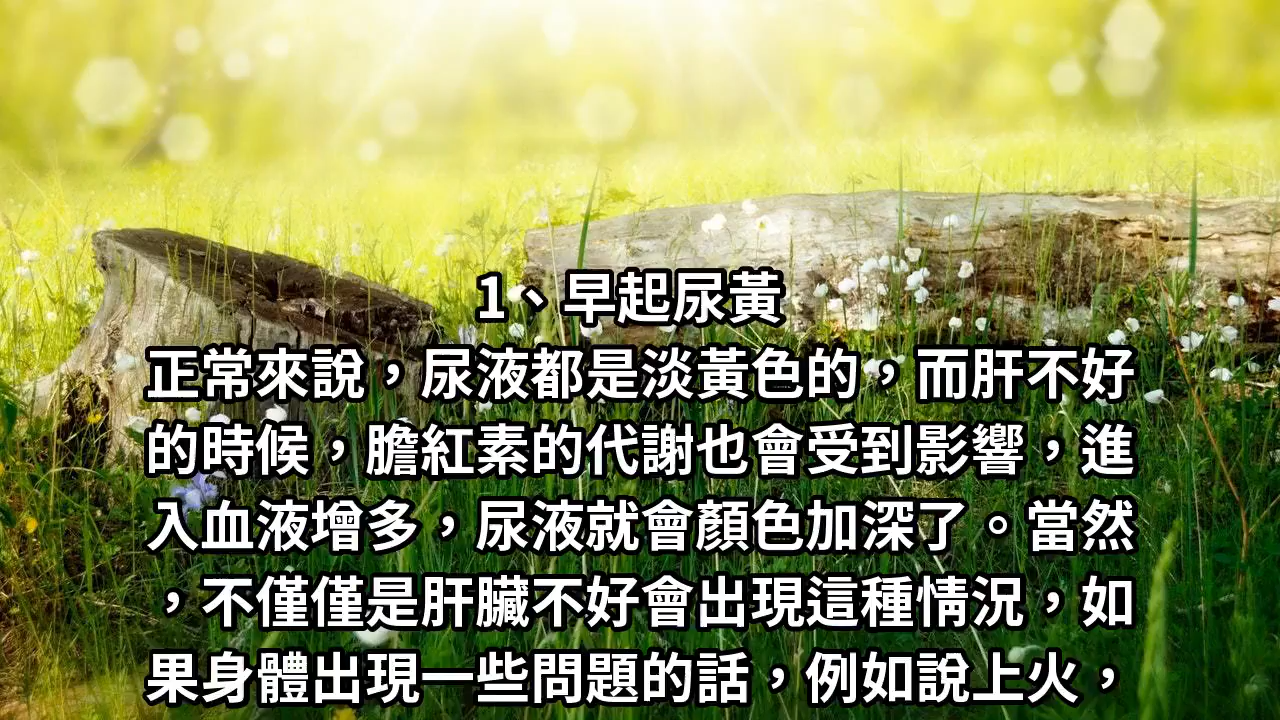 1、早起尿黃
正常來說，尿液都是淡黃色的，而肝不好
的時候，膽紅素的代謝也會受到影響，進
入血液增多，尿液就會顏色加深了。當然
，不僅僅是肝臟不好會出現這種情況，如
果身體出現一些問題的話，例如說上火，